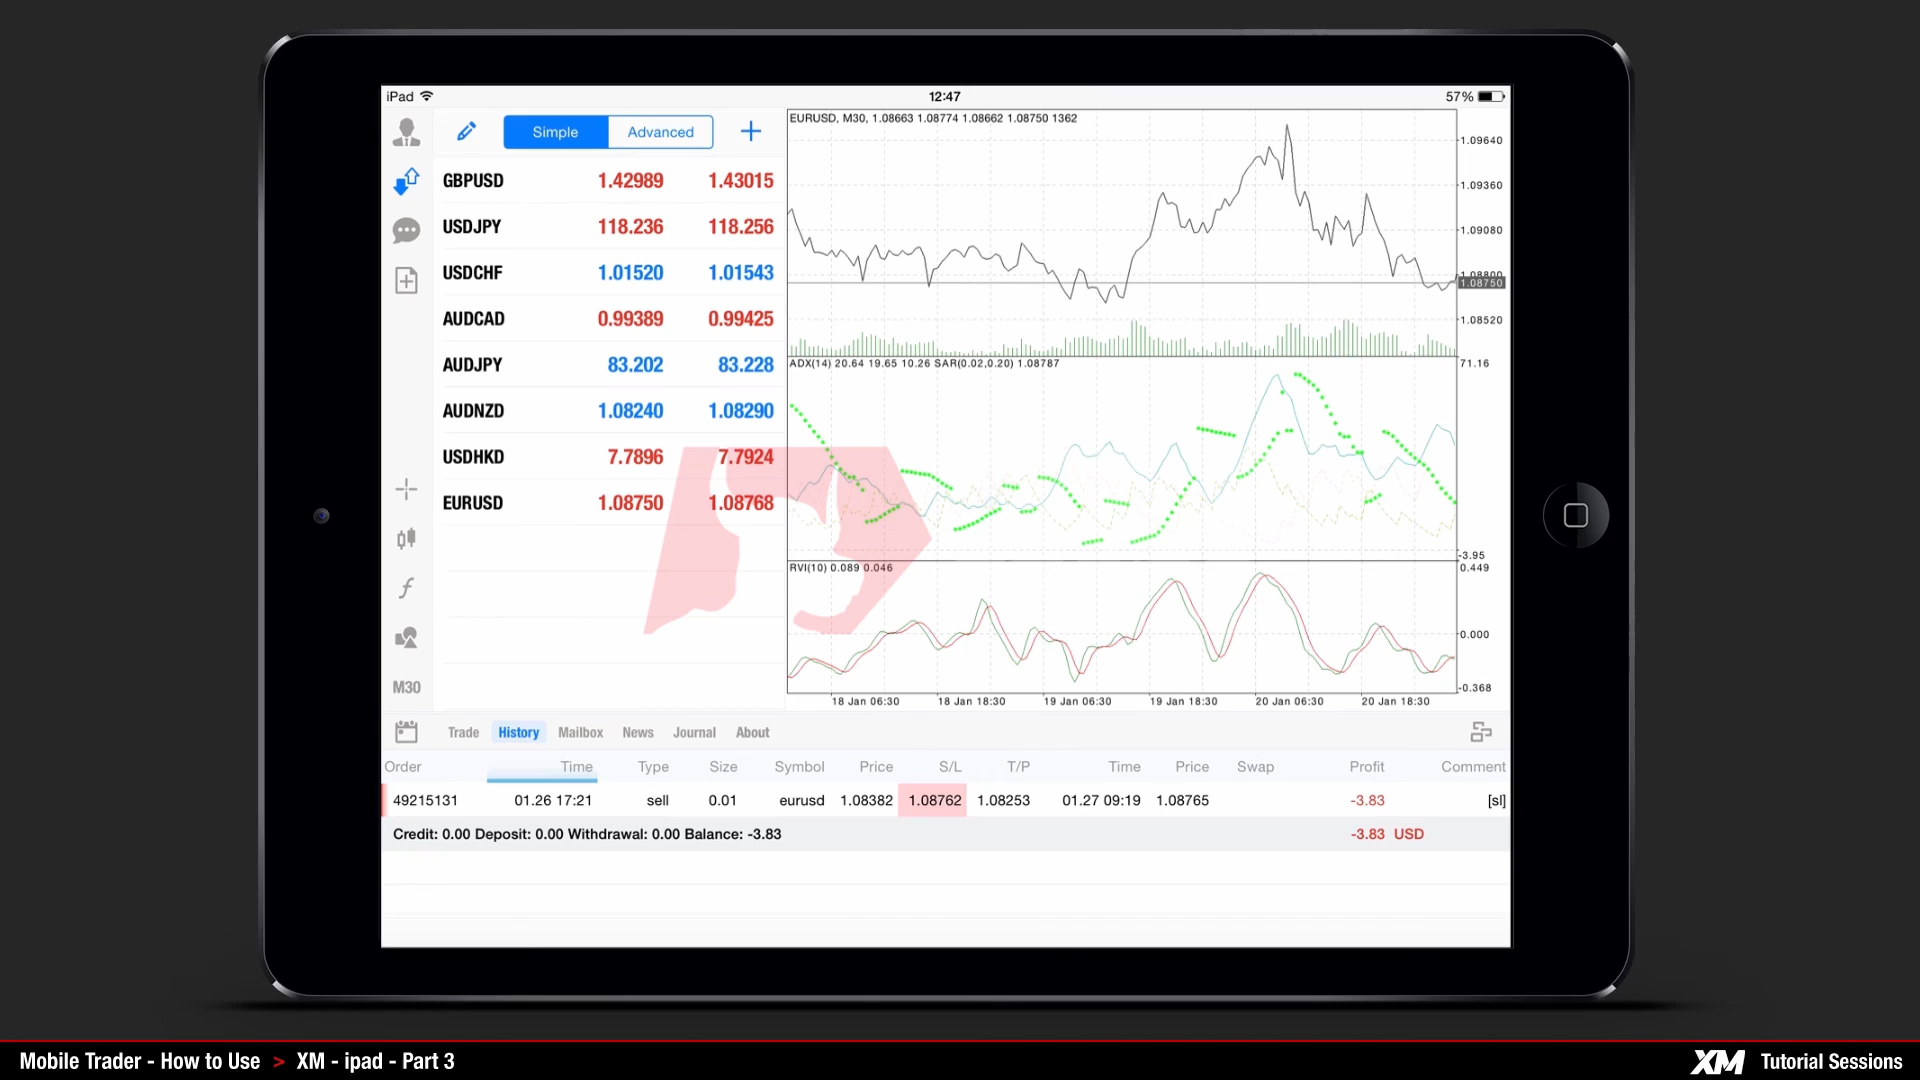 iPad 12:47 57%
Simple Advanced
GBPUSD 1.42989 1.43015
USDJPY 118.236 118.256
USDCHF 1.01520 1.01543
AUDCAD 0.99389 0.99425
AUDJPY 83.202 83.228
AUDNZD 1.08240 1.08290
USDHKD 7.7896 7.7924
EURUSD 1.08750 1.08768
M30
EURUSD, M30, 1.08663 1.08774 1.08662 1.08750 1362
1.09640
1.09360
1.09080
1.08800
1.08750
1.08520
ADX(14) 20.64 19.65 10.26 SAR(0.02,0.20) 1.08787
71.16
-3.95
RVI(10) 0.089 0.046
0.449
0.000
-0.368
18 Jan 06:30 18 Jan 18:30 19 Jan 06:30 19 Jan 18:30 20 Jan 06:30 20 Jan 18:30
Trade History Mailbox News Journal About
Order Time Type Size Symbol Price S/L T/P Time Price Swap Profit Comment
49215131 01.26 17:21 sell 0.01 eurusd 1.08382 1.08762 1.08253 01.27 09:19 1.08765 -3.83 [sl]
Credit: 0.00 Deposit: 0.00 Withdrawal: 0.00 Balance: -3.83 -3.83 USD
Mobile Trader - How to Use > XM - ipad - Part 3
XM Tutorial Sessions